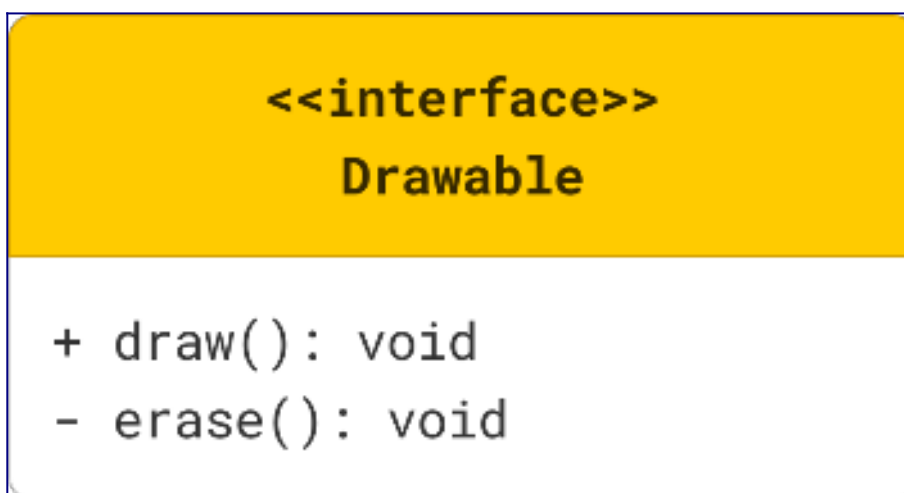 <<interface>>
Drawable
+ draw(): void
- erase(): void